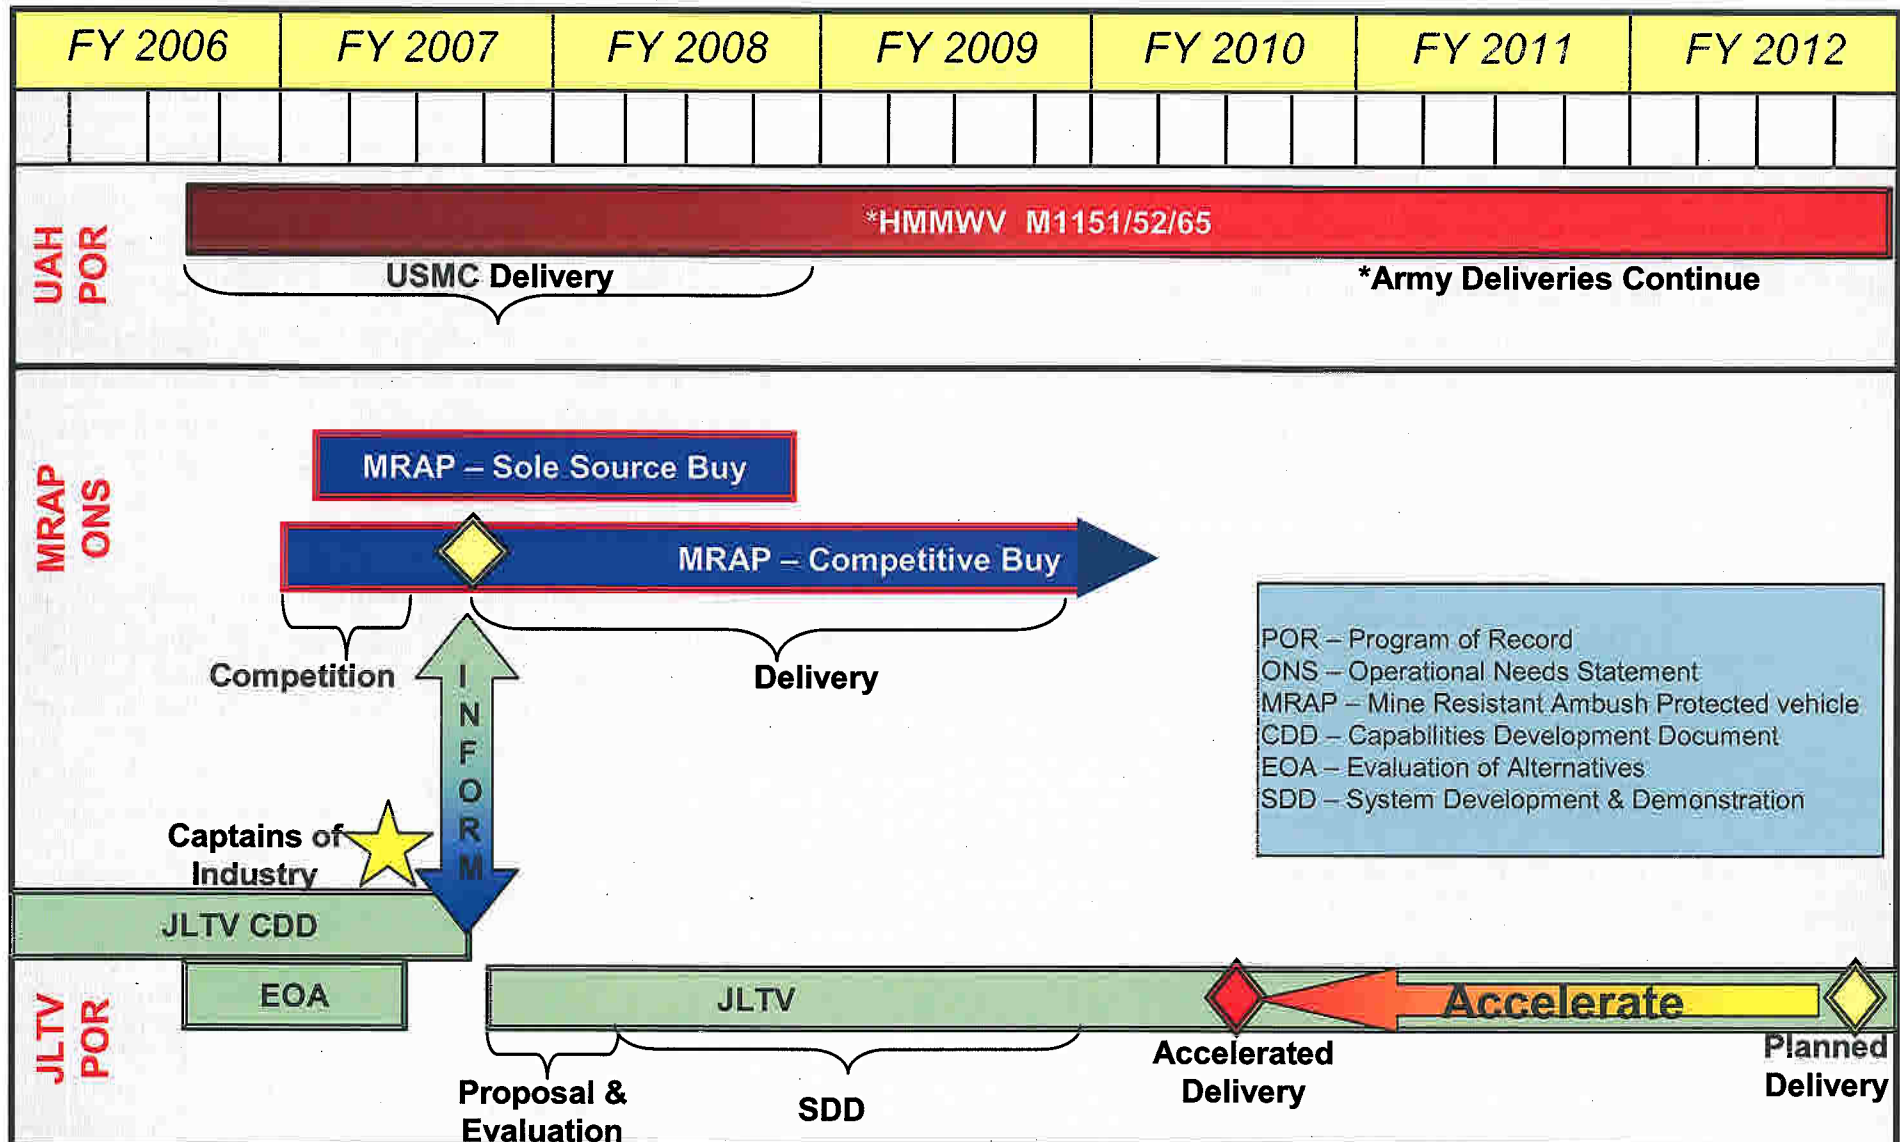 FY 2006 FY 2007 FY 2008 FY 2009 FY 2010 FY 2011 FY 2012
UAH
POR
*HMMWV M1151/52/65
USMC Delivery
*Army Deliveries Continue
MRAP
ONS
MRAP – Sole Source Buy
MRAP – Competitive Buy
Competition
Delivery
INFORM
POR – Program of Record
ONS – Operational Needs Statement
MRAP – Mine Resistant Ambush Protected vehicle
CDD – Capabilities Development Document
EOA – Evaluation of Alternatives
SDD – System Development & Demonstration
Captains of
Industry
JLTV CDD
JLTV
POR
EOA
JLTV
Accelerate
Proposal &
Evaluation
SDD
Accelerated
Delivery
Planned
Delivery